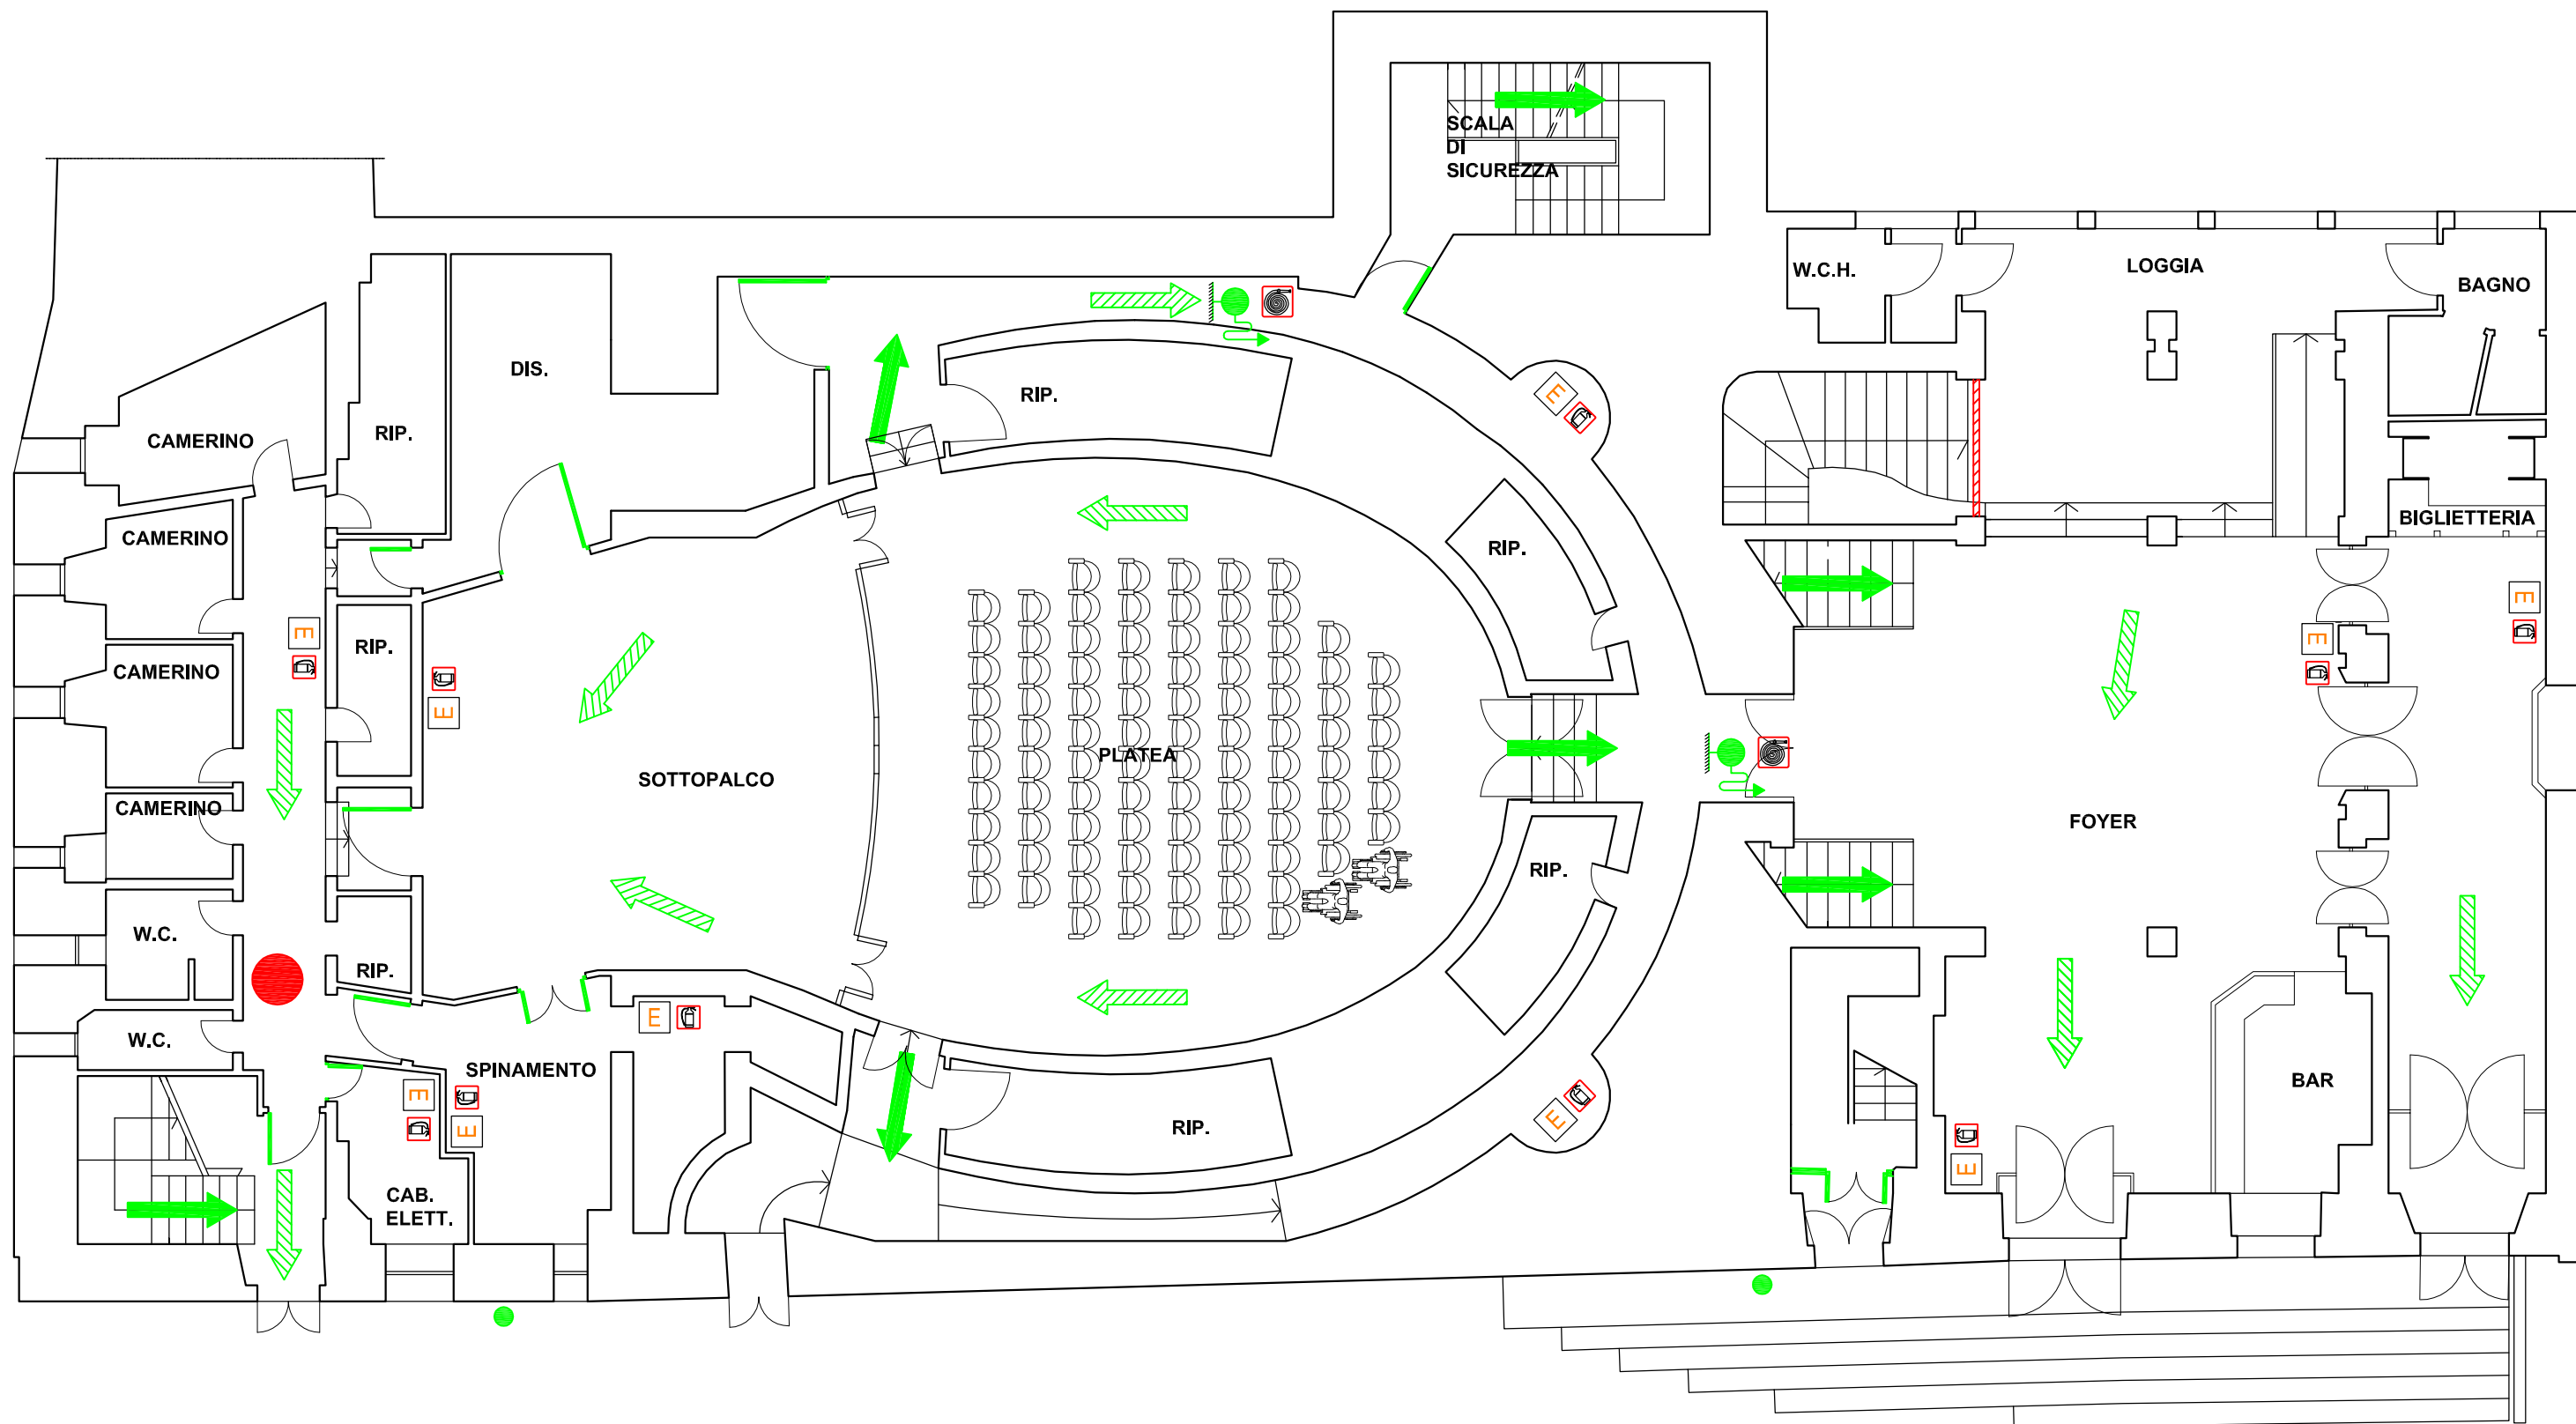 SCALA
DI
SICUREZZA
W.C.H.
LOGGIA
BAGNO
DIS.
RIP.
E
CAMERINO
RIP.
CAMERINO
RIP.
BIGLIETTERIA
E
E
E
RIP.
CAMERINO
E
PLATEA
SOTTOPALCO
CAMERINO
FOYER
RIP.
W.C.
RIP.
E
W.C.
SPINAMENTO
BAR
E
E
E
RIP.
E
CAB.
ELETT.